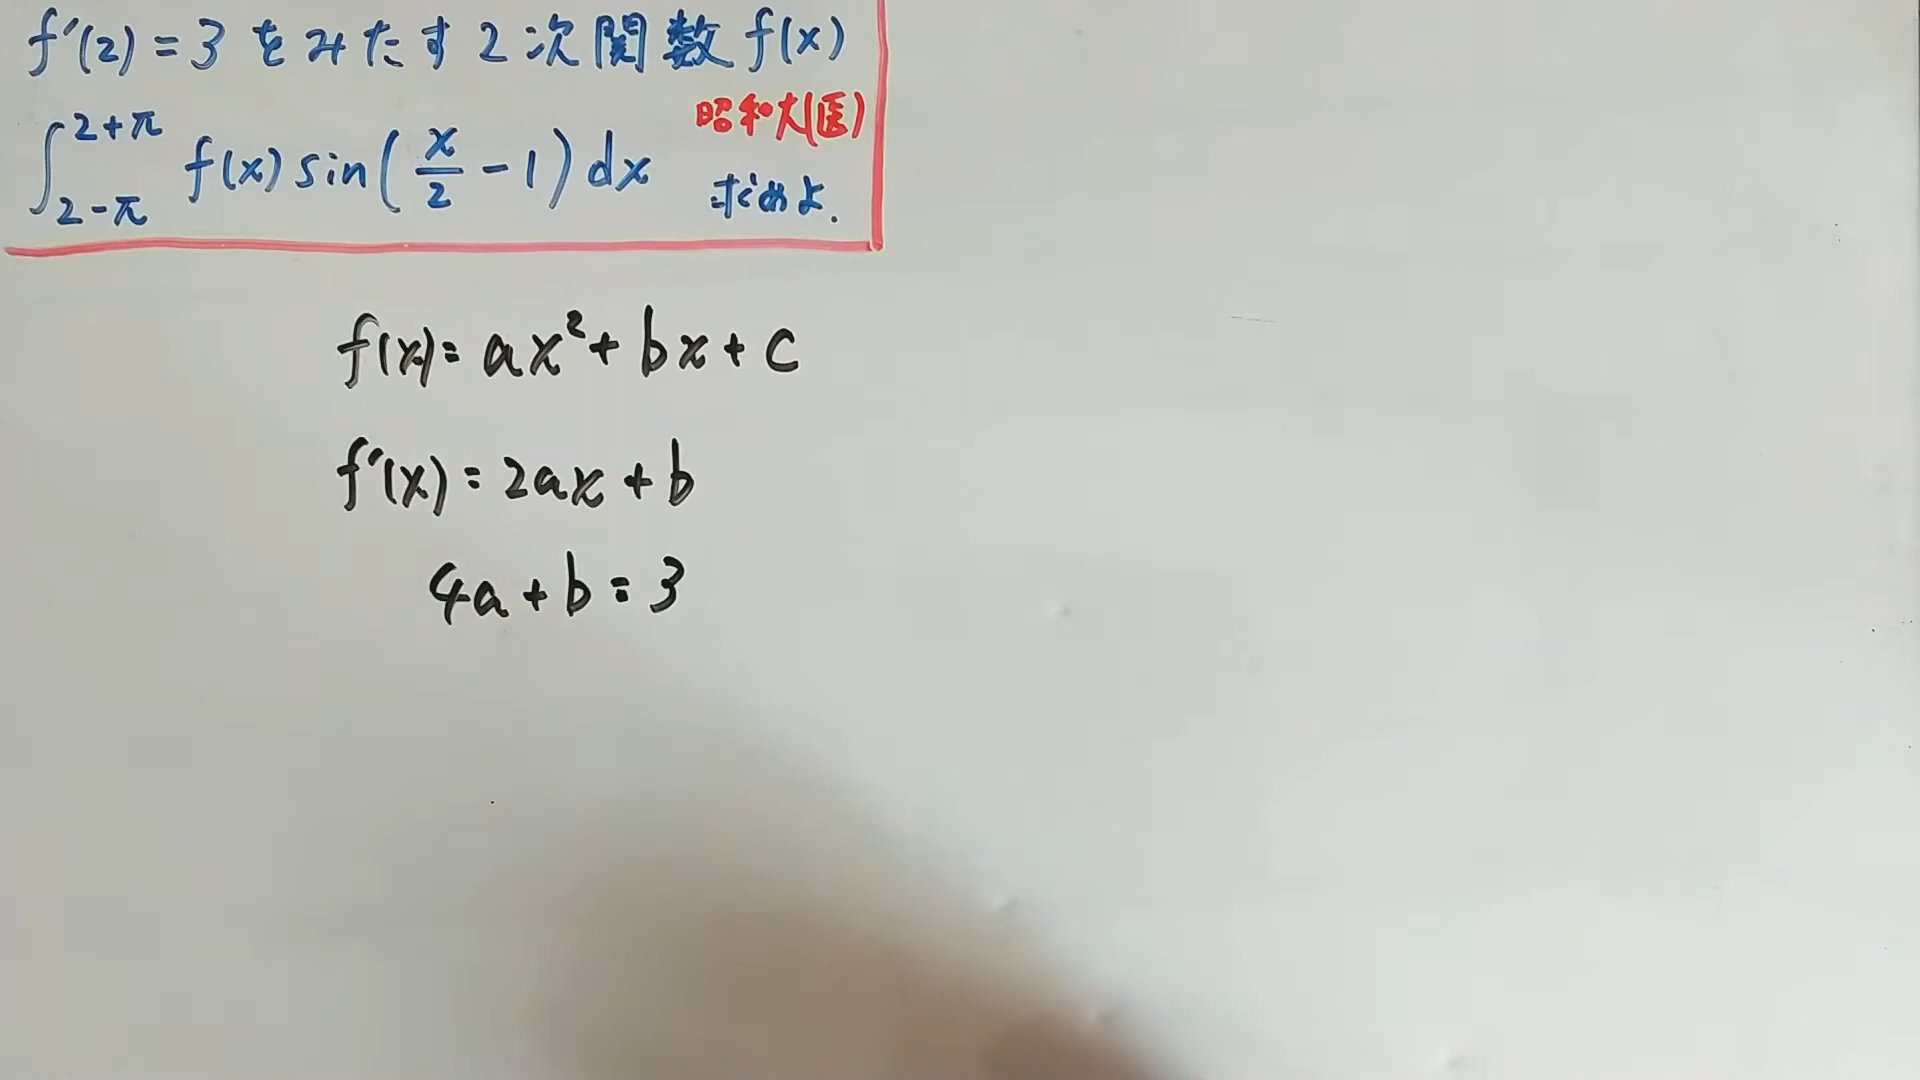 f'(2)=3 をみたす2次関数 f(x)
昭和大(医)
∫_{2-π}^{2+π} f(x) sin(x/2 - 1) dx 求めよ.
f(x)= ax²+ bx + c
f'(x)= 2ax + b
4a + b = 3